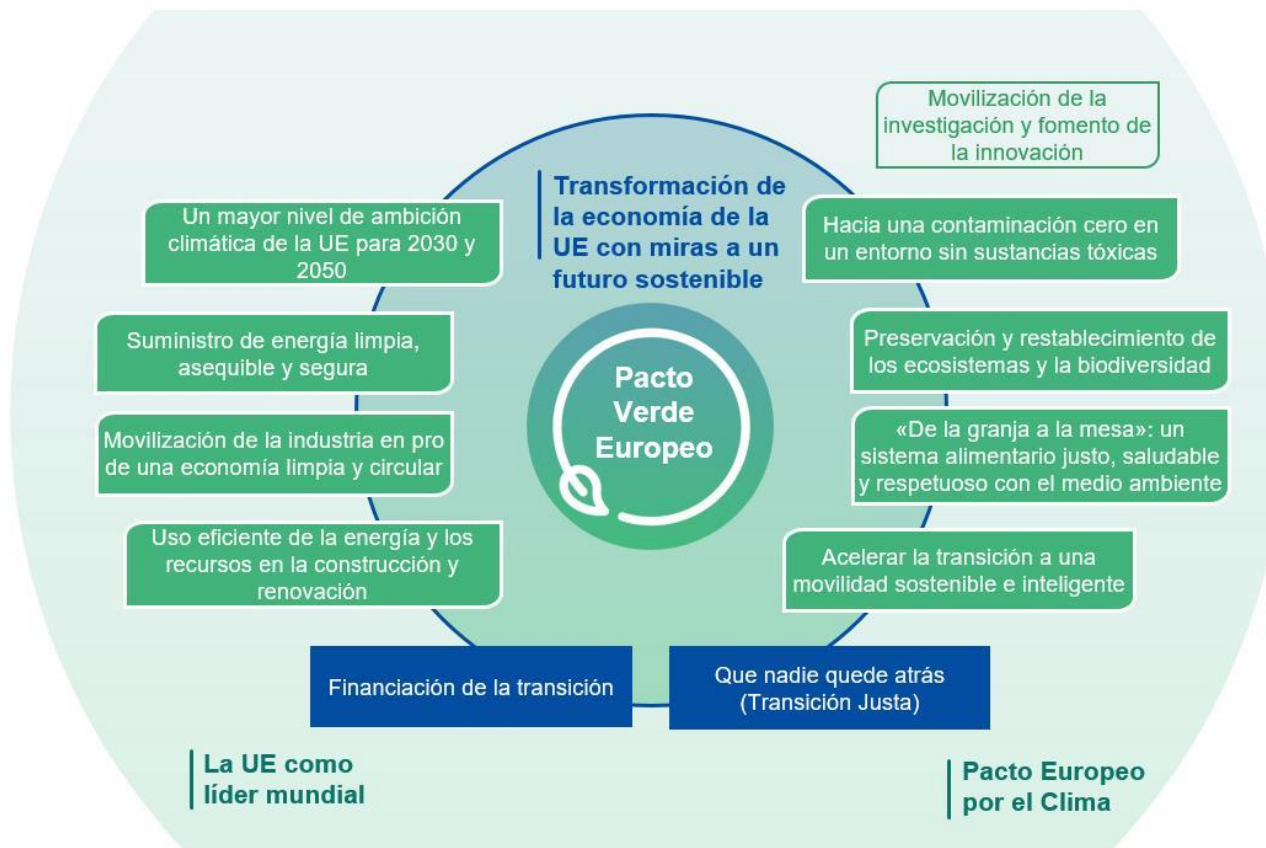 Movilización de la
investigación y fomento de
la innovación
Transformación de
la economía de la
UE con miras a un
futuro sostenible
Un mayor nivel de ambición
climática de la UE para 2030 y
2050
Hacia una contaminación cero en
un entorno sin sustancias tóxicas
Suministro de energía limpia,
asequible y segura
Preservación y restablecimiento de
los ecosistemas y la biodiversidad
Pacto
Verde
Europeo
Movilización de la industria en pro
de una economía limpia y circular
«De la granja a la mesa»: un
sistema alimentario justo, saludable
y respetuoso con el medio ambiente
Uso eficiente de la energía y los
recursos en la construcción y
renovación
Acelerar la transición a una
movilidad sostenible e inteligente
Financiación de la transición
Que nadie quede atrás
(Transición Justa)
La UE como
líder mundial
Pacto Europeo
por el Clima